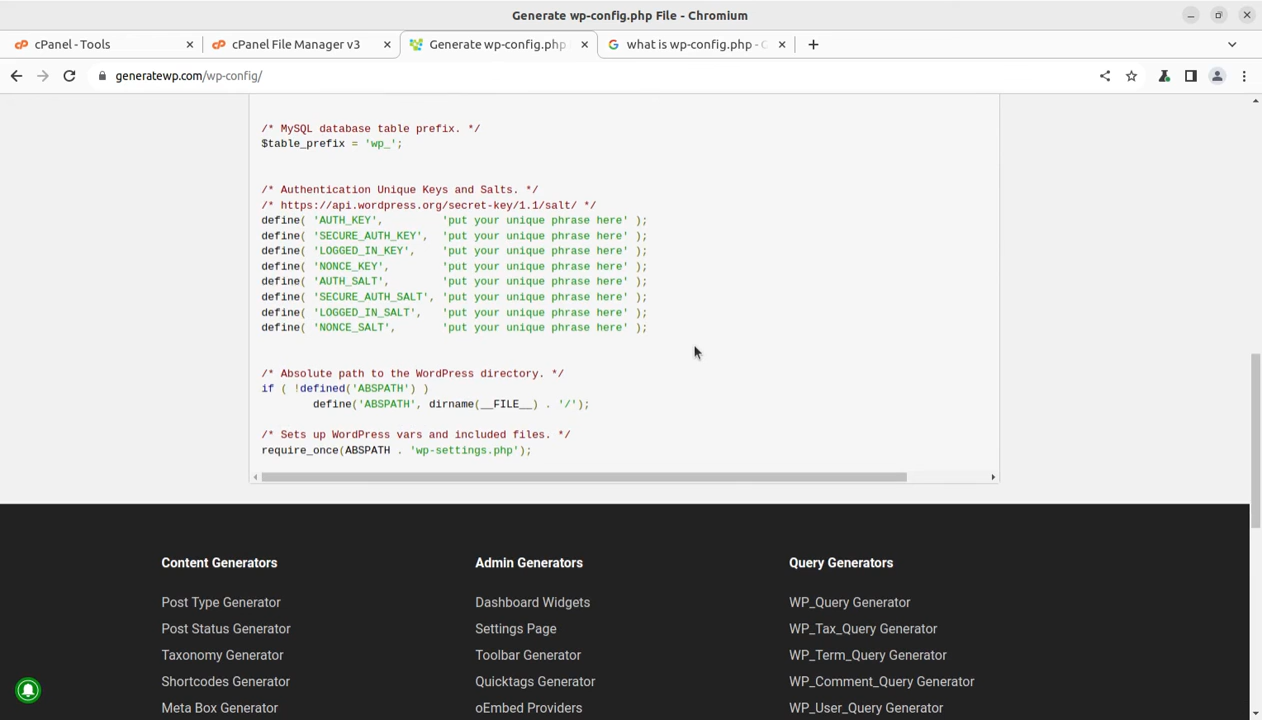 Generate wp-config.php File - Chromium
cPanel - Tools
cPanel File Manager v3
Generate wp-config.php
what is wp-config.php - G
generatewp.com/wp-config/
/* MySQL database table prefix. */
$table_prefix = 'wp_';
/* Authentication Unique Keys and Salts. */
/* https://api.wordpress.org/secret-key/1.1/salt/ */
define( 'AUTH_KEY',         'put your unique phrase here' );
define( 'SECURE_AUTH_KEY',  'put your unique phrase here' );
define( 'LOGGED_IN_KEY',    'put your unique phrase here' );
define( 'NONCE_KEY',        'put your unique phrase here' );
define( 'AUTH_SALT',        'put your unique phrase here' );
define( 'SECURE_AUTH_SALT', 'put your unique phrase here' );
define( 'LOGGED_IN_SALT',   'put your unique phrase here' );
define( 'NONCE_SALT',       'put your unique phrase here' );
/* Absolute path to the WordPress directory. */
if ( !defined('ABSPATH') )
define('ABSPATH', dirname(__FILE__) . '/');
/* Sets up WordPress vars and included files. */
require_once(ABSPATH . 'wp-settings.php');
Content Generators
Post Type Generator
Post Status Generator
Taxonomy Generator
Shortcodes Generator
Meta Box Generator
Admin Generators
Dashboard Widgets
Settings Page
Toolbar Generator
Quicktags Generator
oEmbed Providers
Query Generators
WP_Query Generator
WP_Tax_Query Generator
WP_Term_Query Generator
WP_Comment_Query Generator
WP_User_Query Generator